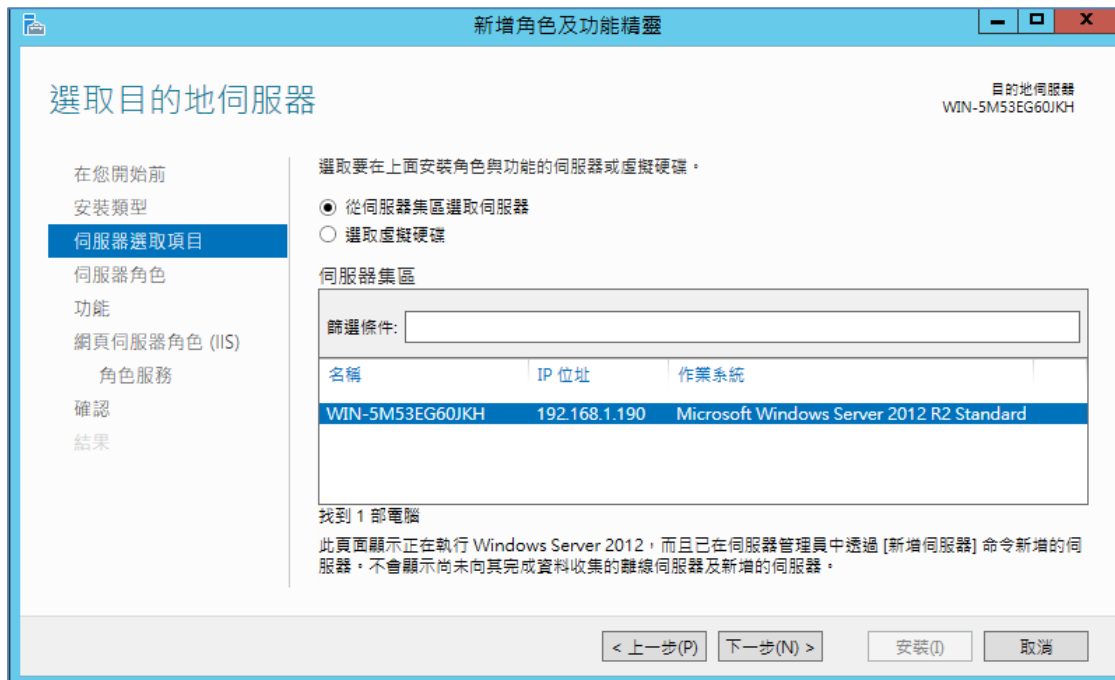 新增角色及功能精靈
選取目的地伺服器
目的地伺服器
WIN-5M53EG60JKH
在您開始前
安裝類型
伺服器選取項目
伺服器角色
功能
網頁伺服器角色 (IIS)
角色服務
確認
結果
選取要在上面安裝角色與功能的伺服器或虛擬硬碟。
從伺服器集區選取伺服器
選取虛擬硬碟
伺服器集區
篩選條件:
名稱 IP 位址 作業系統
WIN-5M53EG60JKH 192.168.1.190 Microsoft Windows Server 2012 R2 Standard
找到 1 部電腦
此頁面顯示正在執行 Windows Server 2012，而且已在伺服器管理員中透過 [新增伺服器] 命令新增的伺
服器。不會顯示尚未向其完成資料收集的離線伺服器及新增的伺服器。
< 上一步(P) 下一步(N) > 安裝(I) 取消